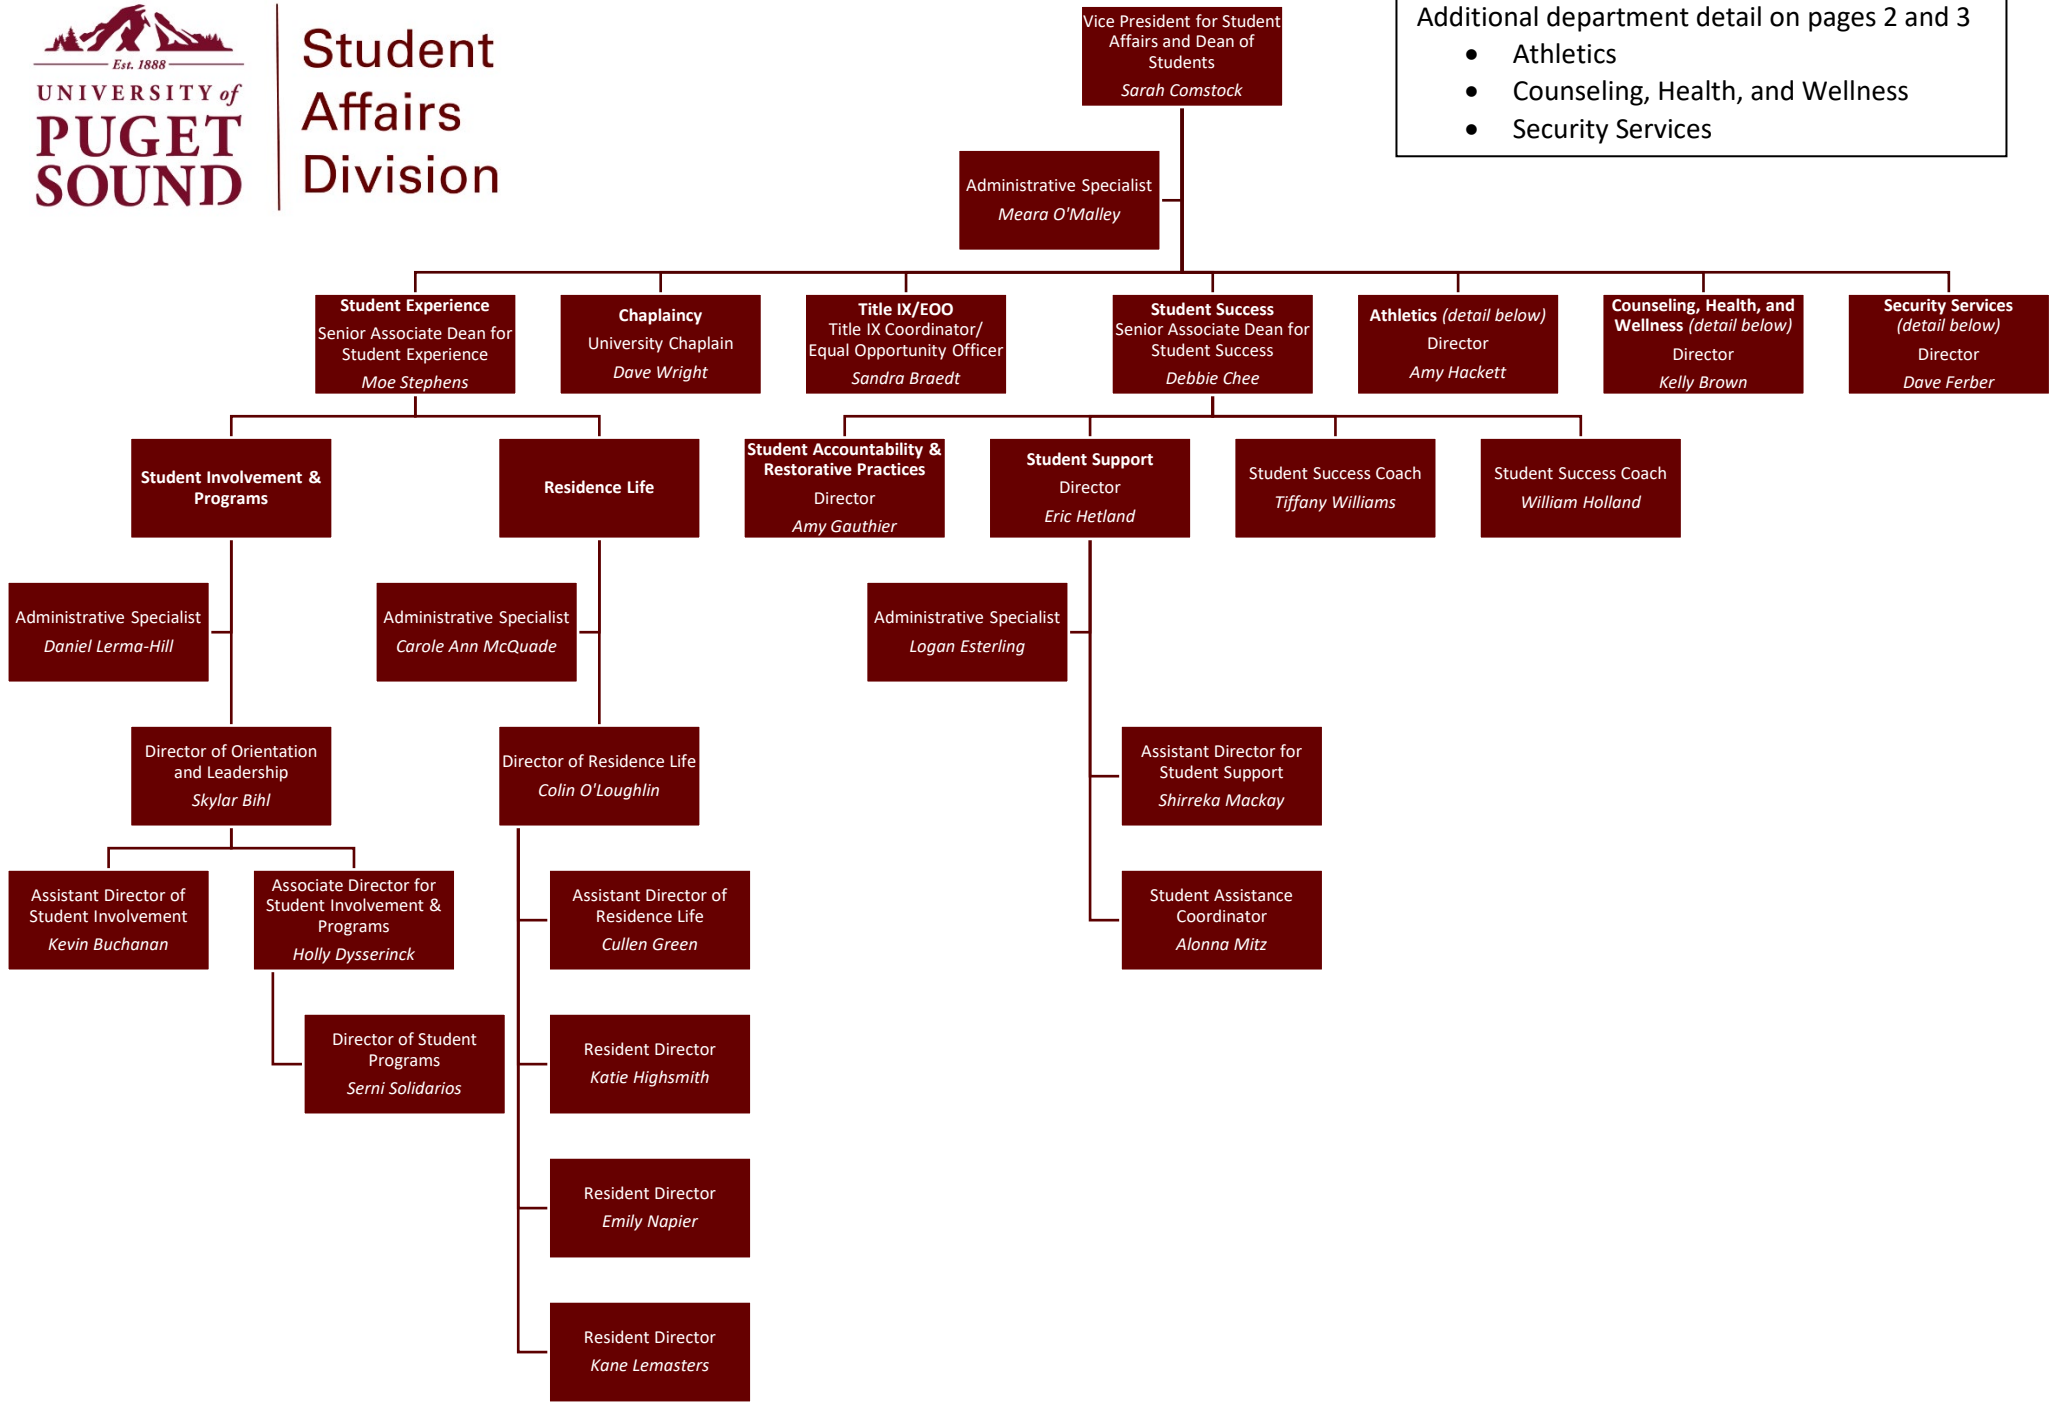 Est. 1888
UNIVERSITY of
PUGET
SOUND
Student
Affairs
Division
Vice President for Student
Affairs and Dean of
Students
Sarah Comstock
Additional department detail on pages 2 and 3
• Athletics
• Counseling, Health, and Wellness
• Security Services
Administrative Specialist
Meara O'Malley
Student Experience
Senior Associate Dean for
Student Experience
Moe Stephens
Chaplaincy
University Chaplain
Dave Wright
Title IX/EOO
Title IX Coordinator/
Equal Opportunity Officer
Sandra Braedt
Student Success
Senior Associate Dean for
Student Success
Debbie Chee
Athletics (detail below)
Director
Amy Hackett
Counseling, Health, and
Wellness (detail below)
Director
Kelly Brown
Security Services
(detail below)
Director
Dave Ferber
Student Involvement &
Programs
Residence Life
Student Accountability &
Restorative Practices
Director
Amy Gauthier
Student Support
Director
Eric Hetland
Student Success Coach
Tiffany Williams
Student Success Coach
William Holland
Administrative Specialist
Daniel Lerma-Hill
Administrative Specialist
Carole Ann McQuade
Administrative Specialist
Logan Esterling
Director of Orientation
and Leadership
Skylar Bihl
Director of Residence Life
Colin O'Loughlin
Assistant Director for
Student Support
Shirreka Mackay
Assistant Director of
Student Involvement
Kevin Buchanan
Associate Director for
Student Involvement &
Programs
Holly Dysserinck
Assistant Director of
Residence Life
Cullen Green
Student Assistance
Coordinator
Alonna Mitz
Director of Student
Programs
Serni Solidarios
Resident Director
Katie Highsmith
Resident Director
Emily Napier
Resident Director
Kane Lemasters